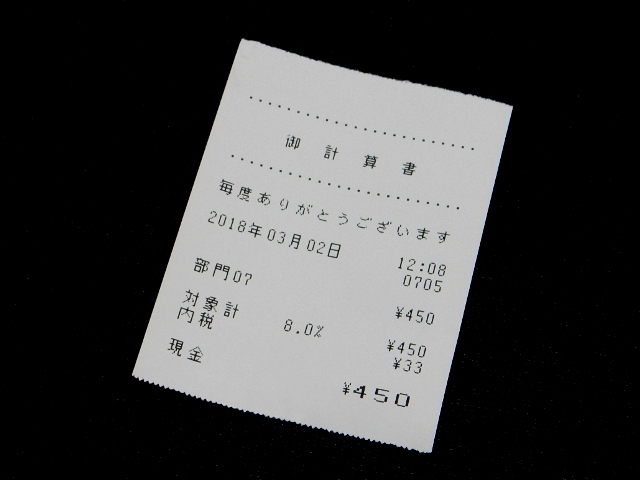 御計算書
毎度ありがとうございます
2018年03月02日 12:08
0705
部門07 ¥450
対象計 ¥450
内税 8.0% ¥33
現金 ¥450